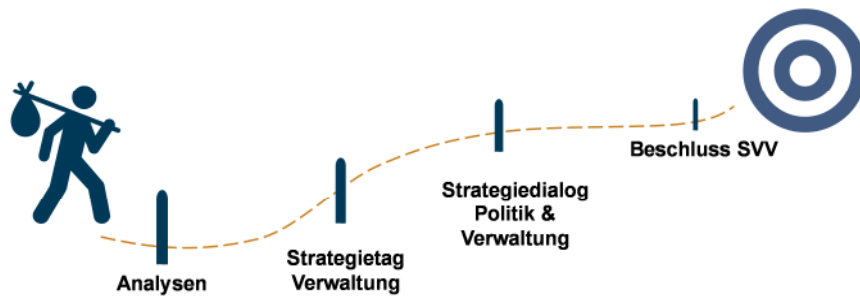 Analysen
Strategietag
Verwaltung
Strategiedialog
Politik &
Verwaltung
Beschluss SVV